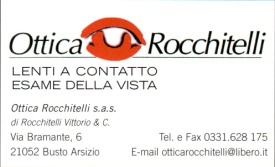 Ottica Rocchitelli
LENTI A CONTATTO
ESAME DELLA VISTA
Ottica Rocchitelli s.a.s.
di Rocchitelli Vittorio & C.
Via Bramante, 6 Tel. e Fax 0331.628 175
21052 Busto Arsizio E-mail otticarocchitelli@libero.it